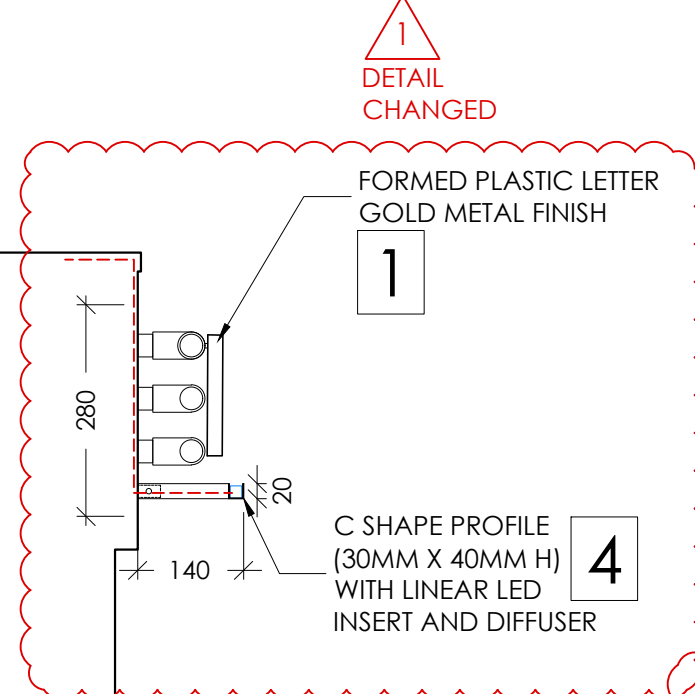 1
DETAIL
CHANGED
FORMED PLASTIC LETTER
GOLD METAL FINISH
1
280
20
140
C SHAPE PROFILE
(30MM X 40MM H)
WITH LINEAR LED
INSERT AND DIFFUSER
4